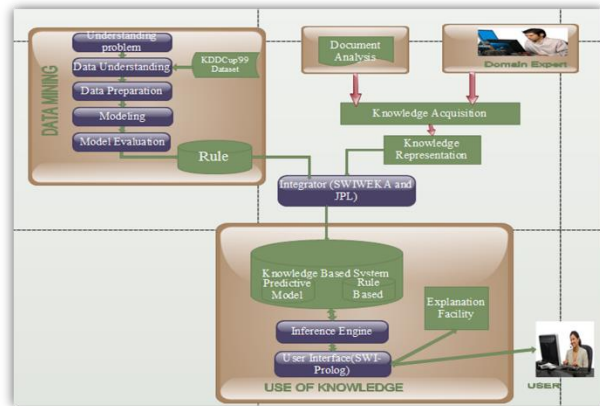 Understanding
problem
Data Understanding
KDDCup'99
Dataset
Data Preparation
Modeling
Model Evaluation
Rule
DATA MINING
Document
Analysis
Domain Expert
Knowledge Acquisition
Knowledge
Representation
Integrator (SWIWEKA and
JPL)
Knowledge Based System
Predictive
Model
Rule
Based
Inference Engine
User Interface(SWI-
Prolog)
Explanation
Facility
USE OF KNOWLEDGE
USER